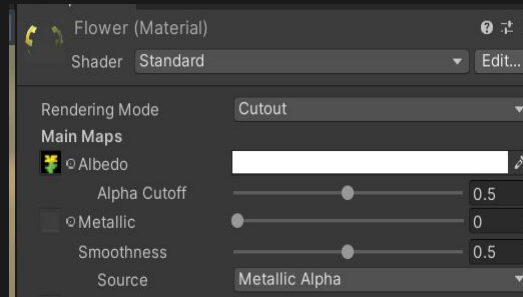 Flower (Material)
Shader Standard Edit...
Rendering Mode Cutout
Main Maps
Albedo
Alpha Cutoff 0.5
Metallic 0
Smoothness 0.5
Source Metallic Alpha